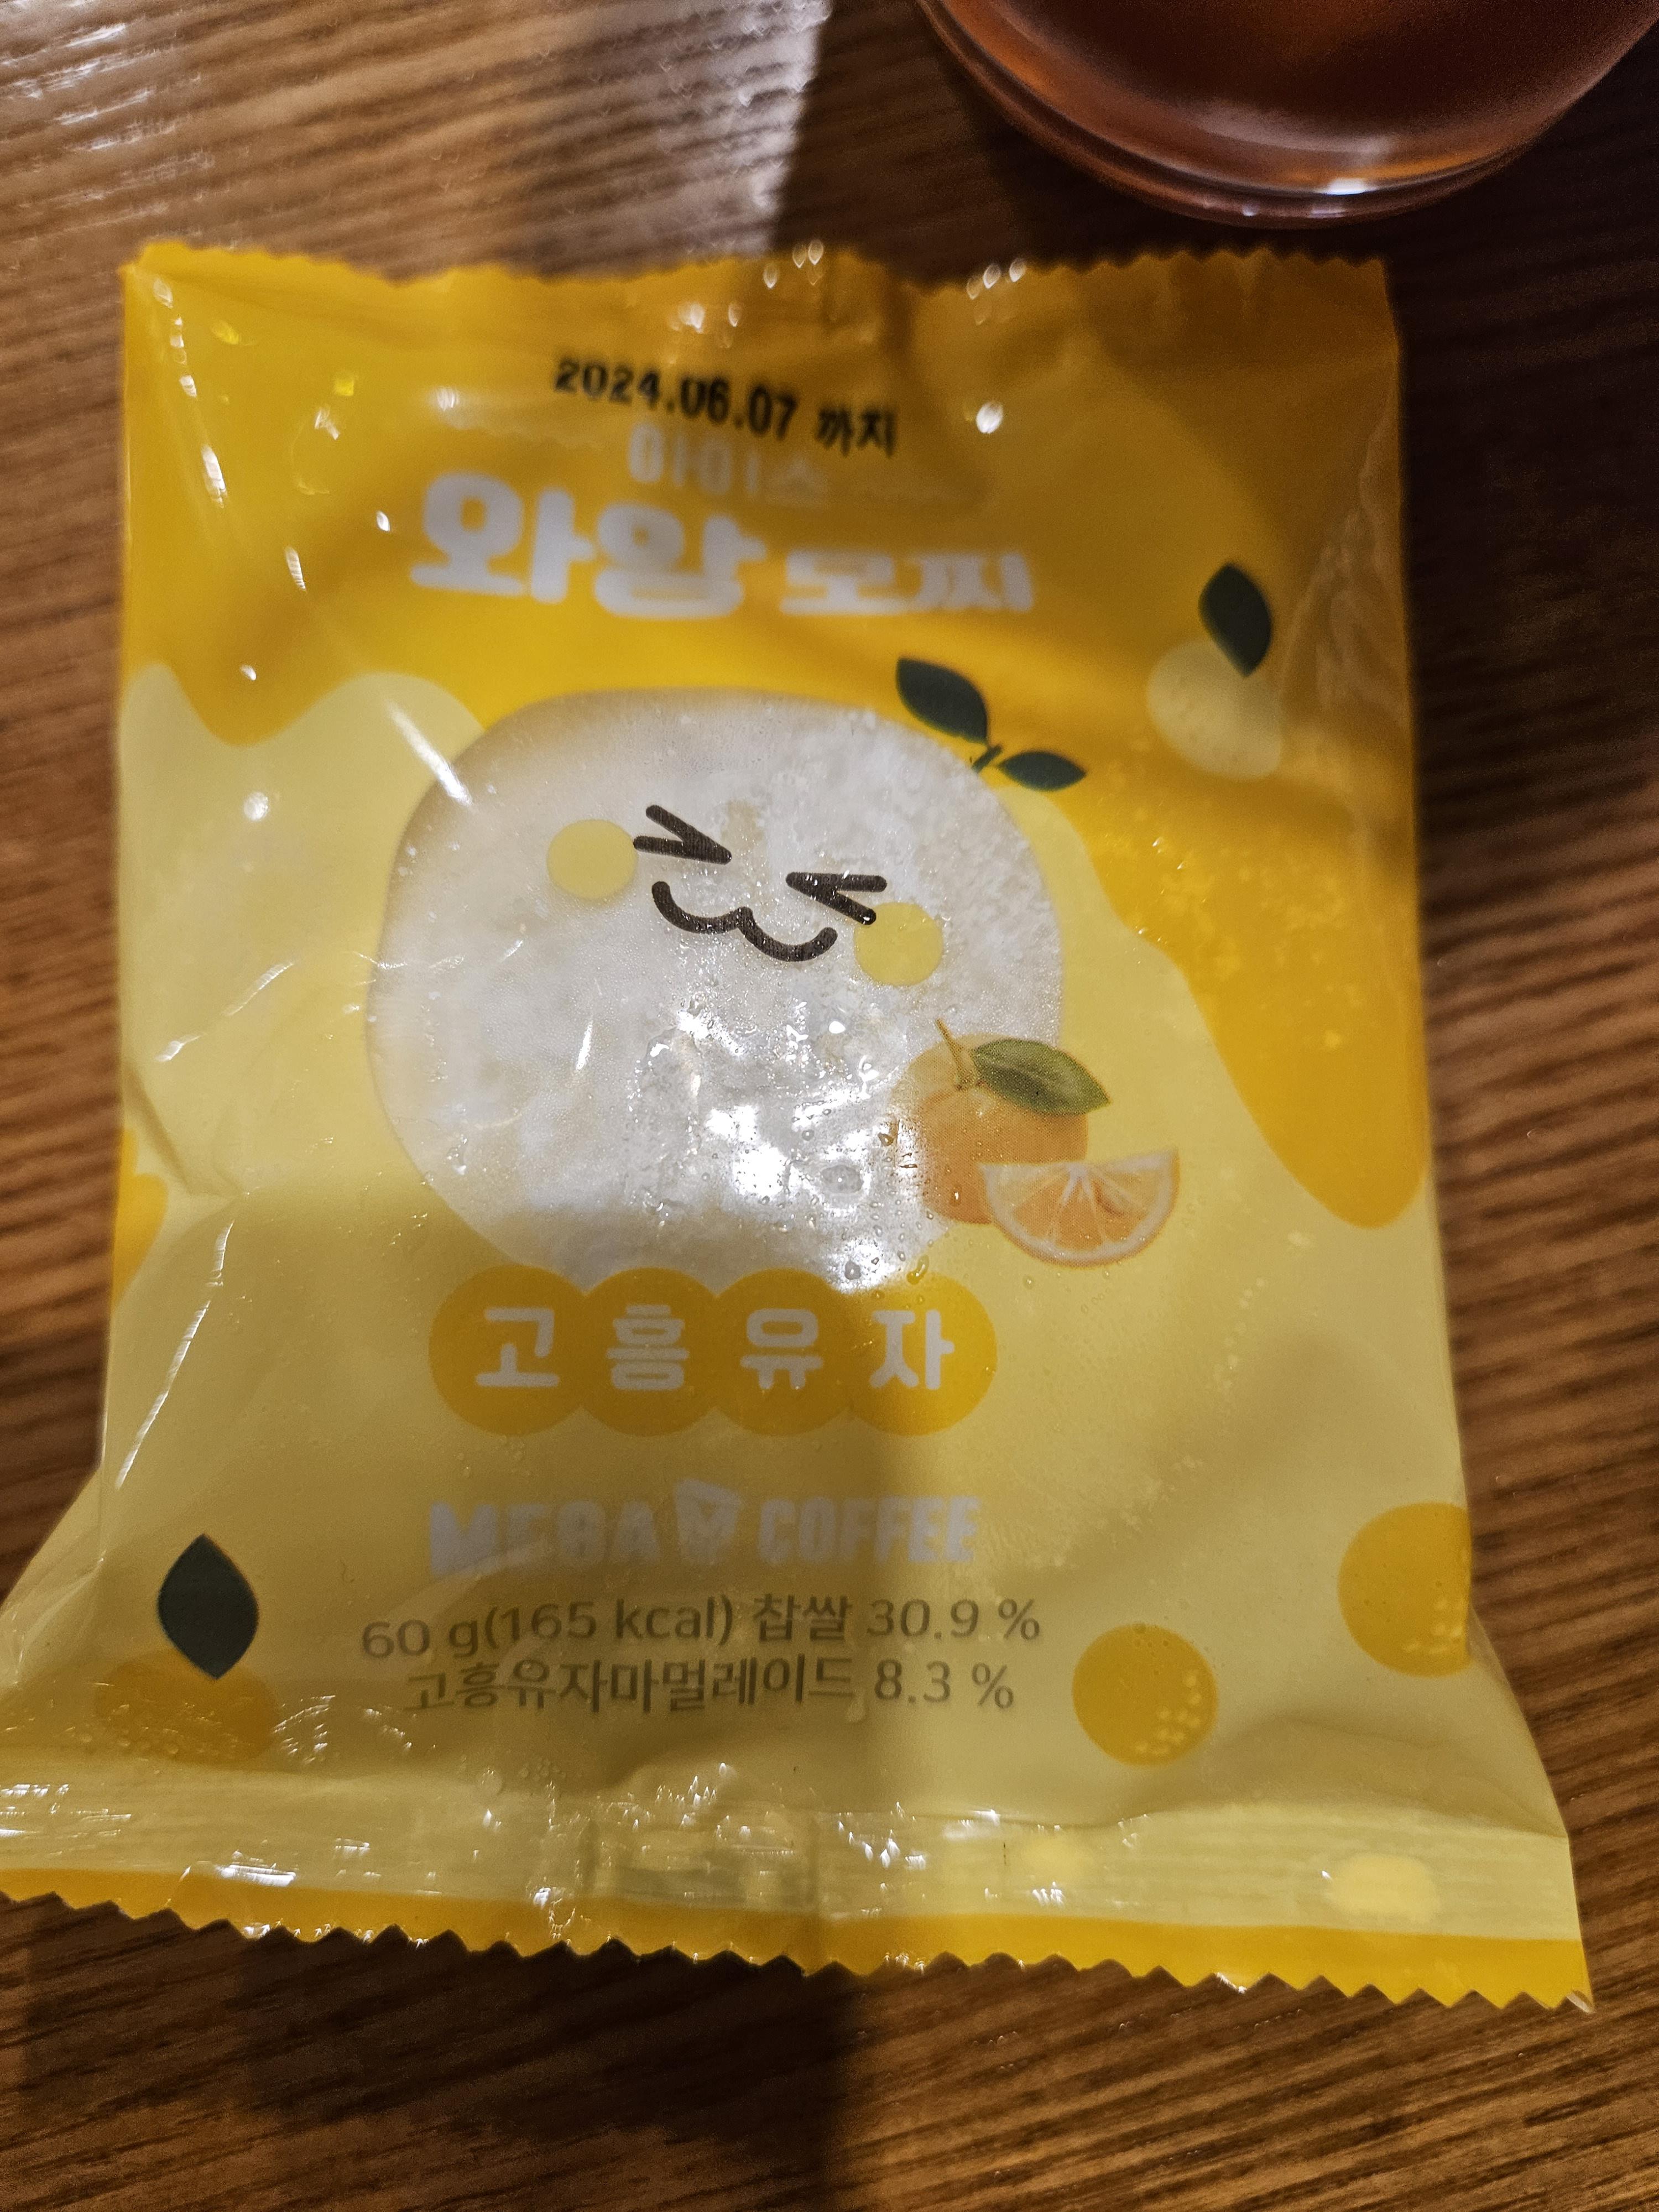 2024.06.07 까지
아이스
와앙 모찌
고흥유자
MEGA COFFEE
60 g(165 kcal) 찹쌀 30.9 %
고흥유자마멀레이드 8.3 %